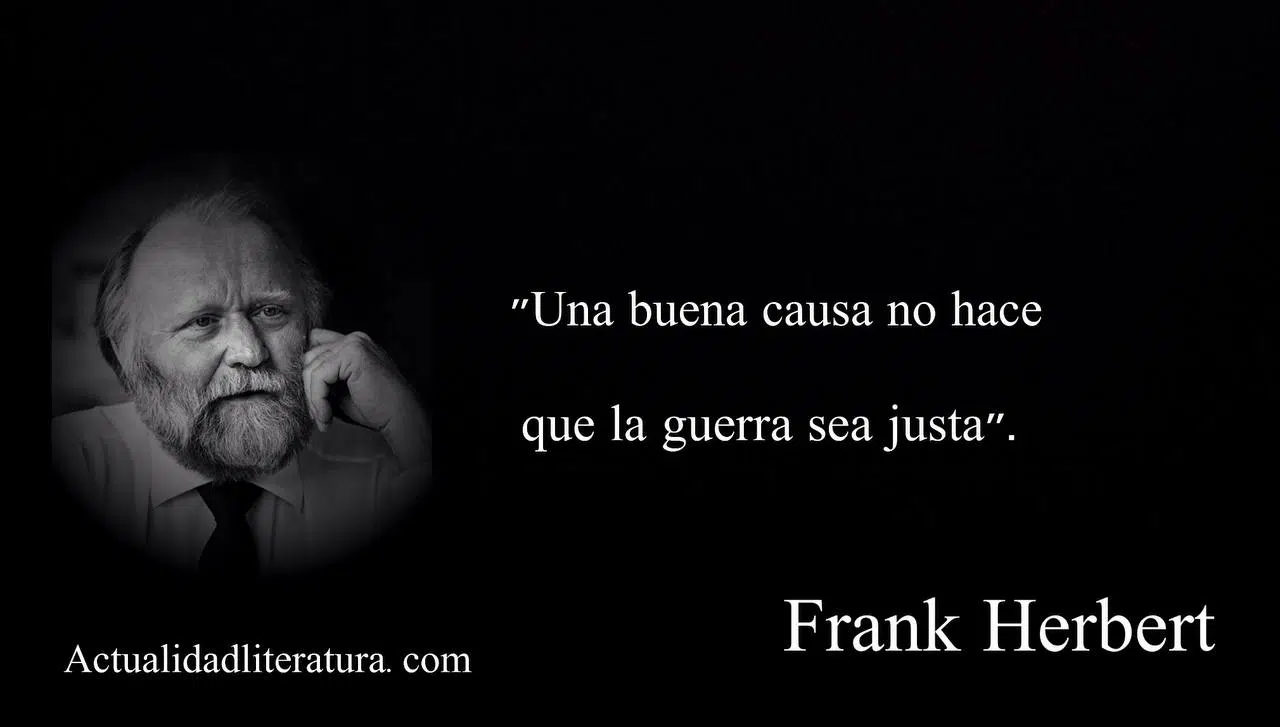 "Una buena causa no hace
que la guerra sea justa".
Frank Herbert
Actualidadliteratura. com